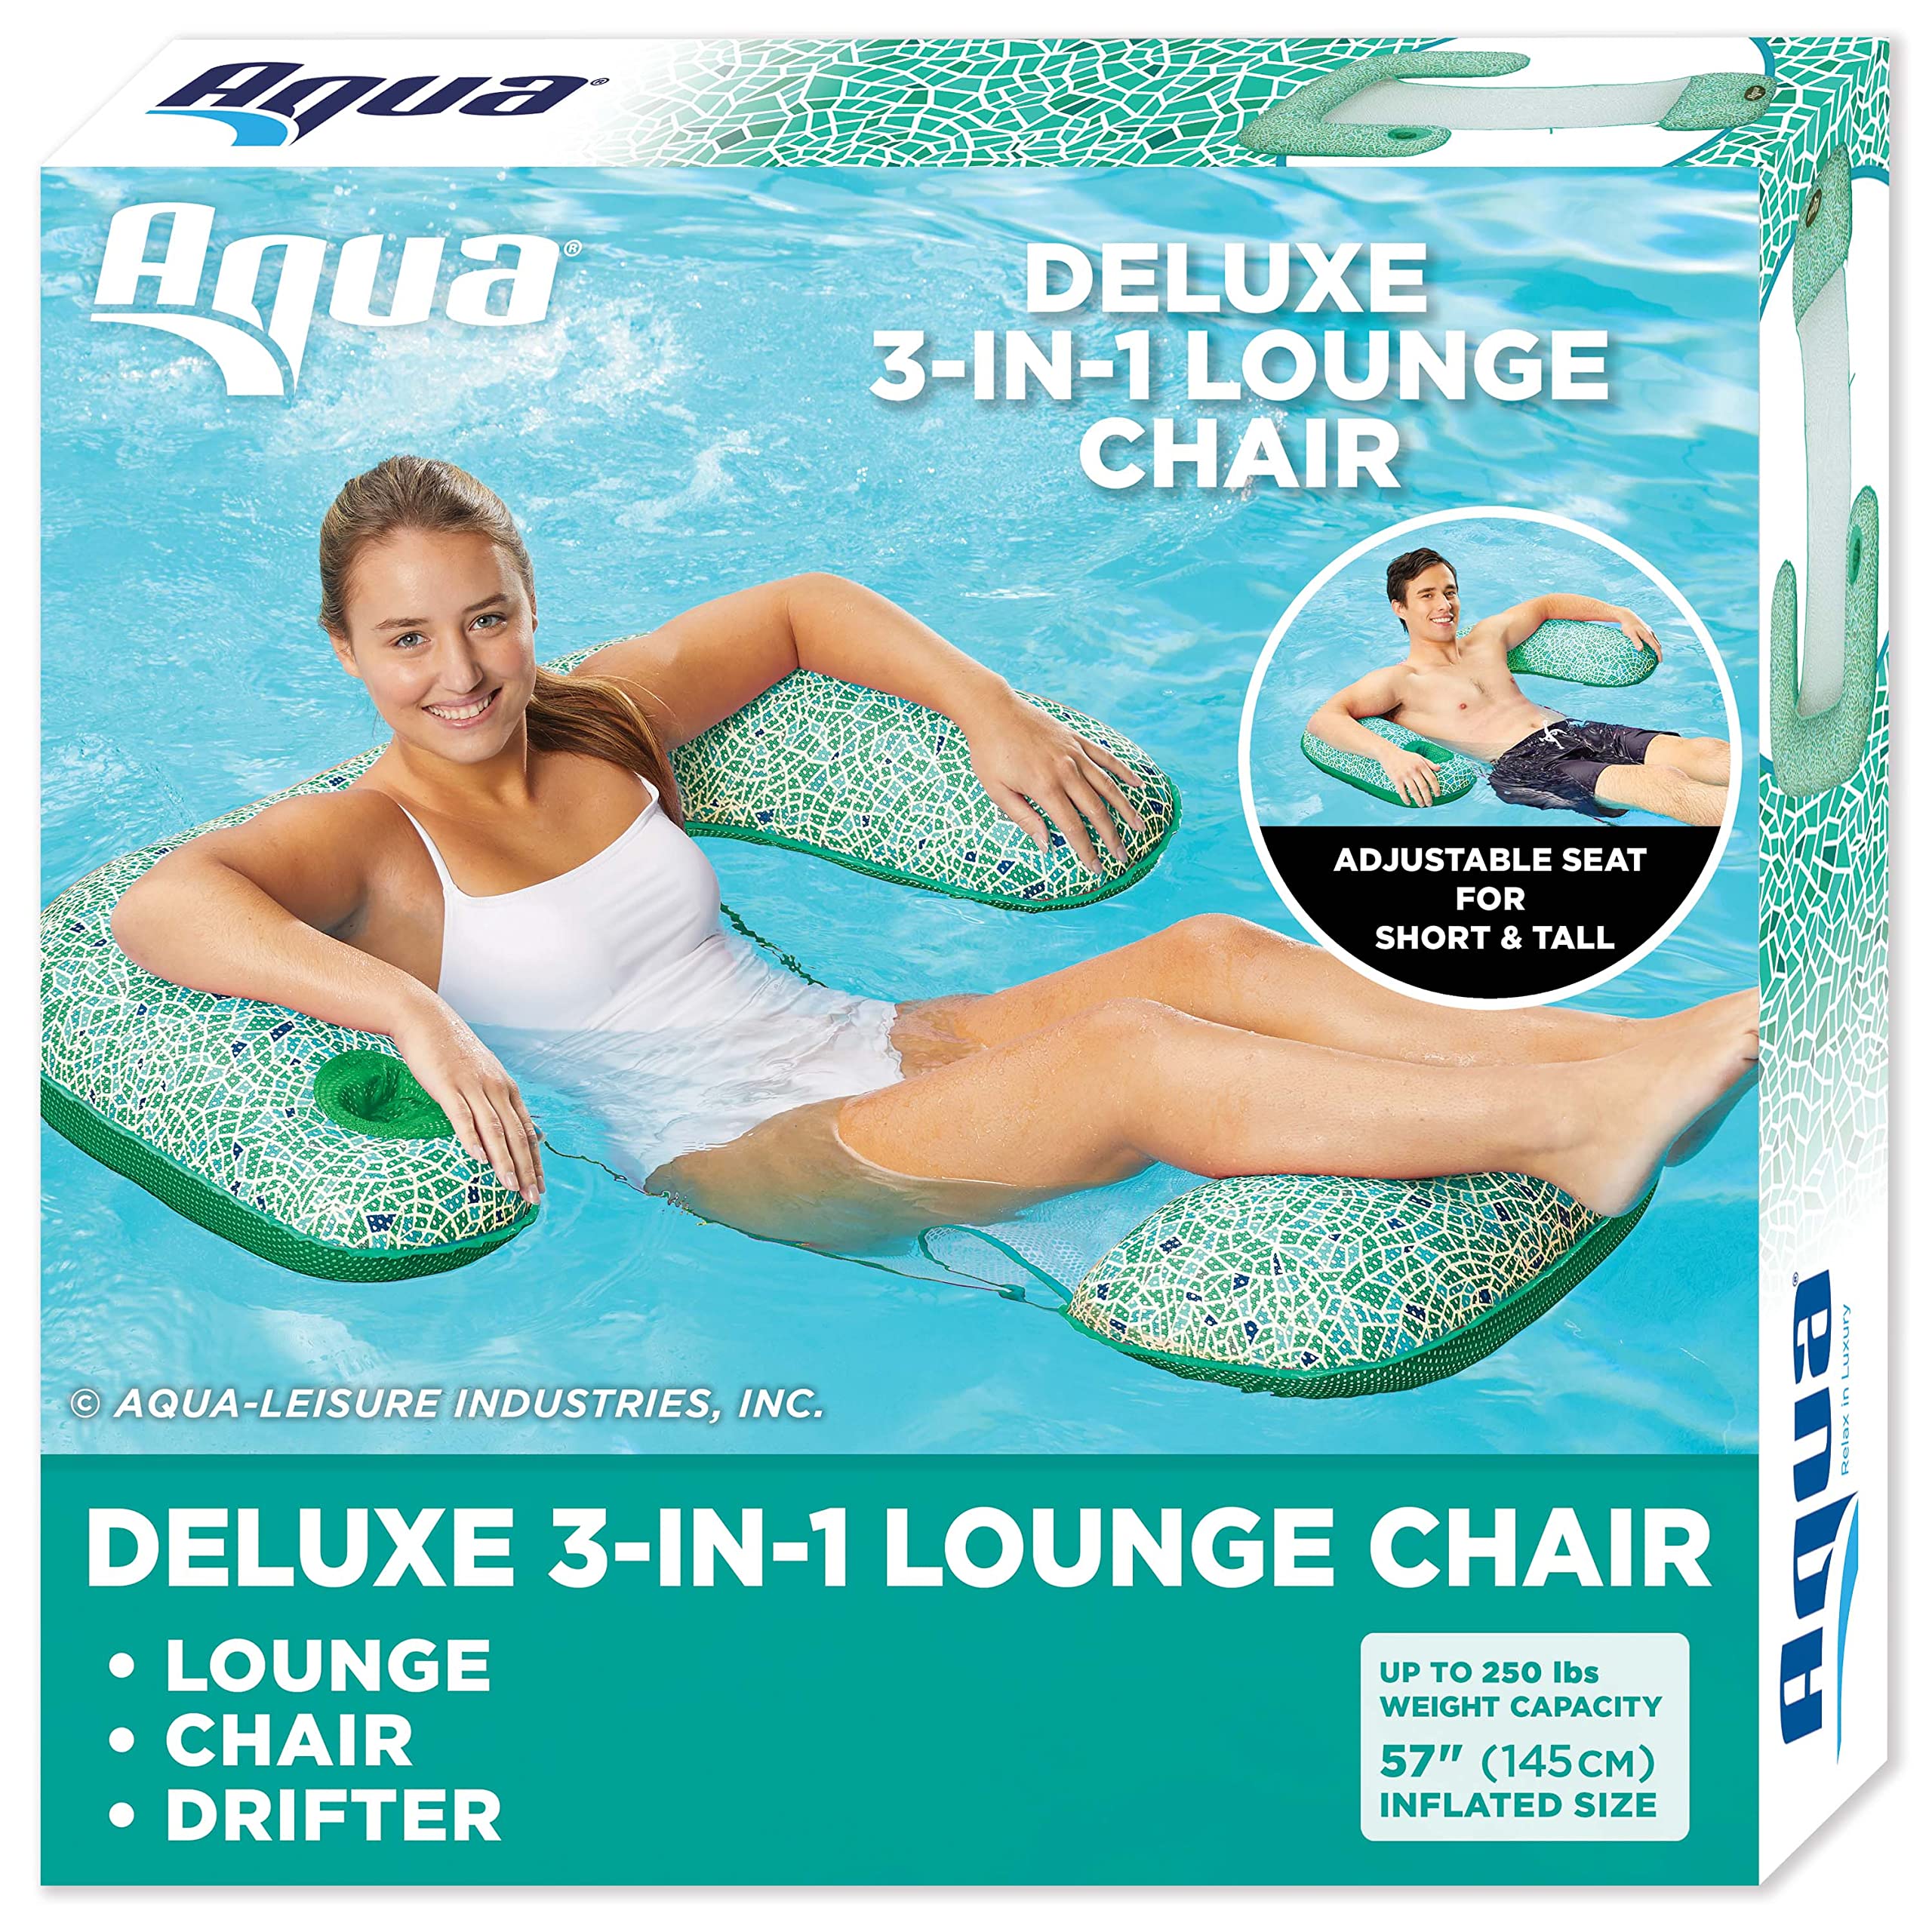 Aqua®
Aqua®
DELUXE
3-IN-1 LOUNGE
CHAIR
ADJUSTABLE SEAT
FOR
SHORT & TALL
© AQUA-LEISURE INDUSTRIES, INC.
DELUXE 3-IN-1 LOUNGE CHAIR
• LOUNGE
• CHAIR
• DRIFTER
UP TO 250 lbs
WEIGHT CAPACITY
57" (145CM)
INFLATED SIZE
Aqua®
Relax in Luxury